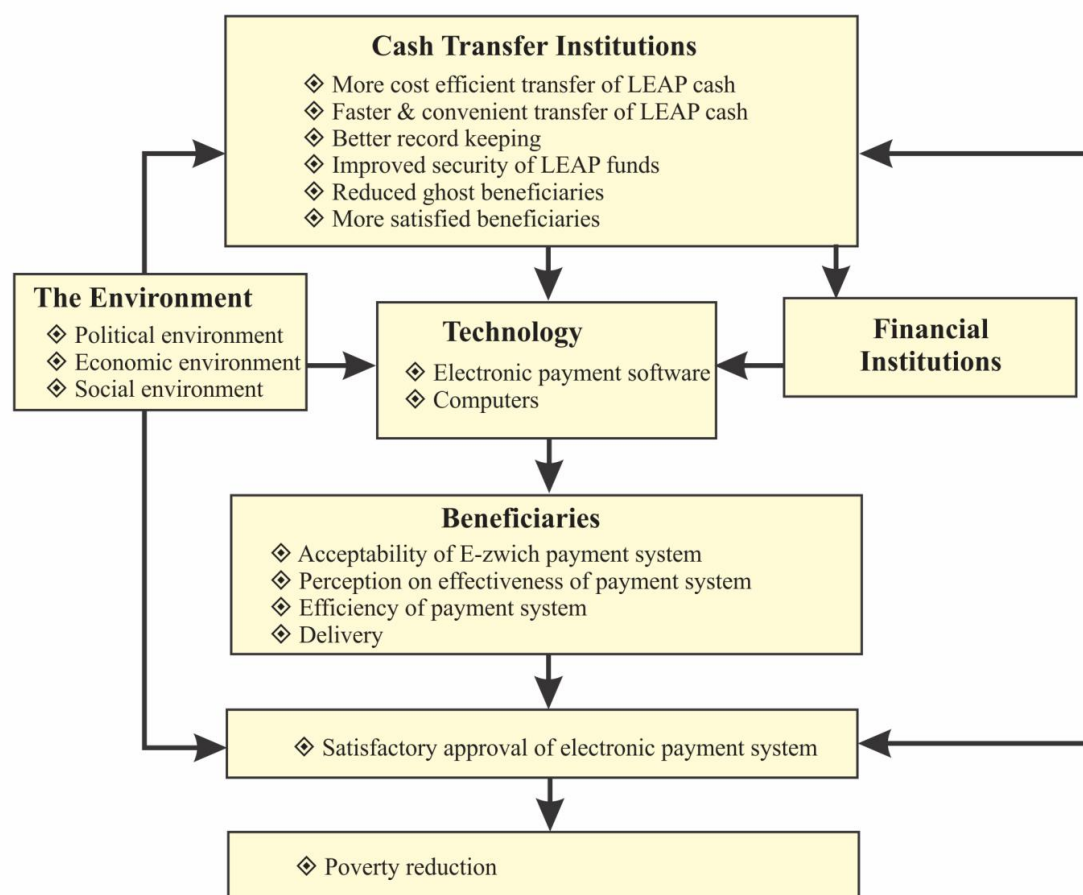 Cash Transfer Institutions
More cost efficient transfer of LEAP cash
Faster & convenient transfer of LEAP cash
Better record keeping
Improved security of LEAP funds
Reduced ghost beneficiaries
More satisfied beneficiaries
The Environment
Political environment
Economic environment
Social environment
Technology
Electronic payment software
Computers
Financial
Institutions
Beneficiaries
Acceptability of E-zwich payment system
Perception on effectiveness of payment system
Efficiency of payment system
Delivery
Satisfactory approval of electronic payment system
Poverty reduction